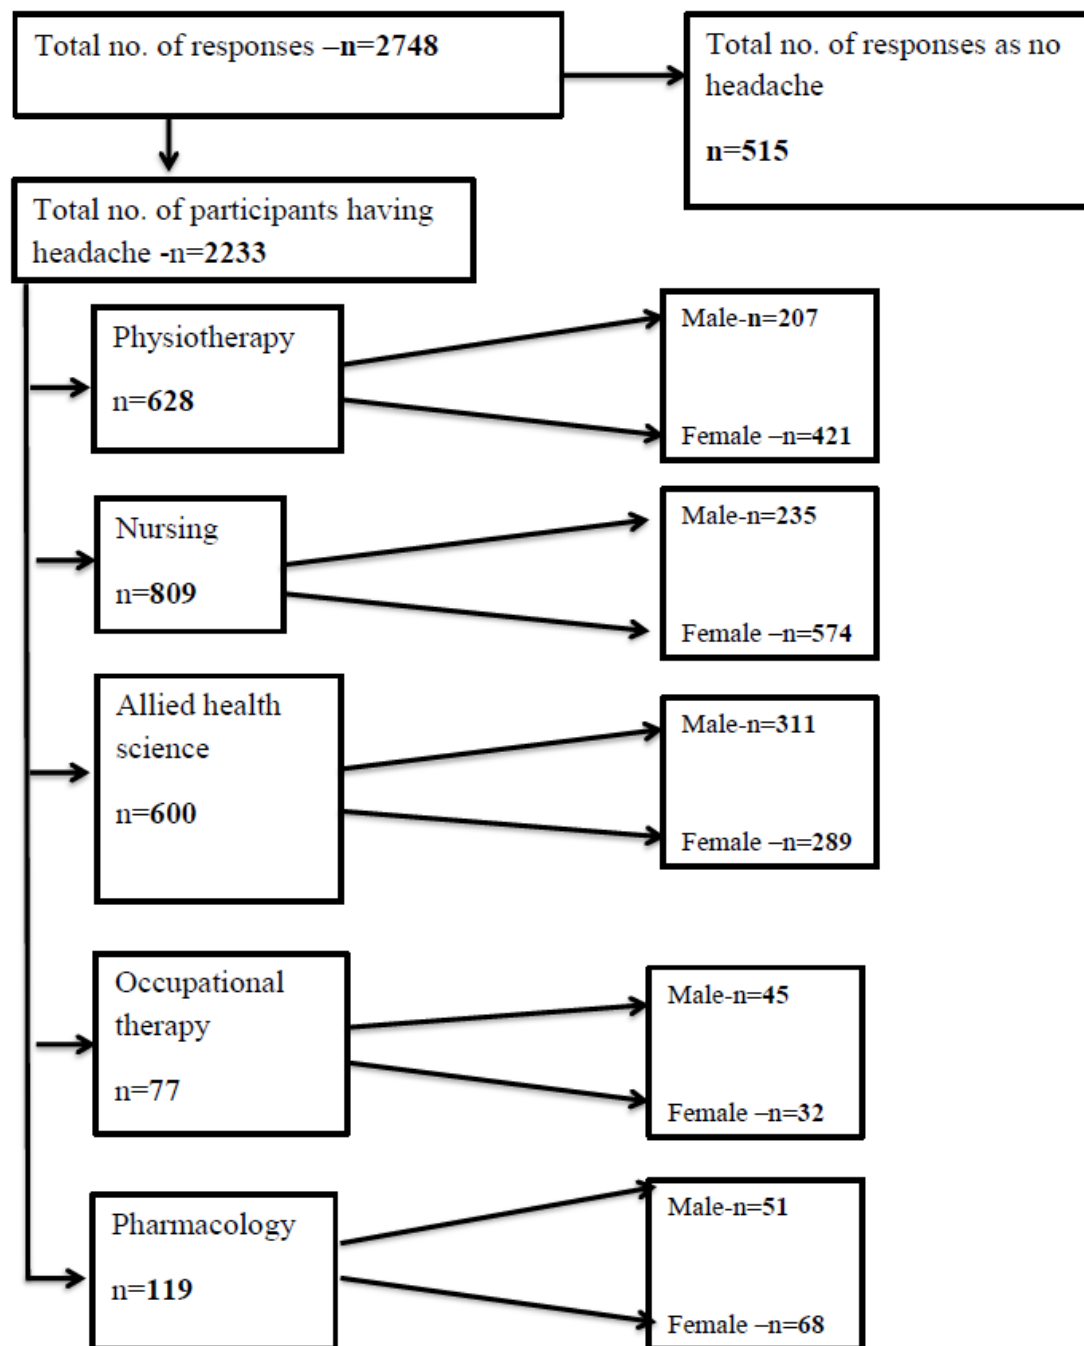 Total no. of responses –n=2748
Total no. of responses as no
headache
n=515
Total no. of participants having
headache -n=2233
Physiotherapy
n=628
Male-n=207
Female –n=421
Nursing
n=809
Male-n=235
Female –n=574
Allied health
science
n=600
Male-n=311
Female –n=289
Occupational
therapy
n=77
Male-n=45
Female –n=32
Pharmacology
n=119
Male-n=51
Female –n=68